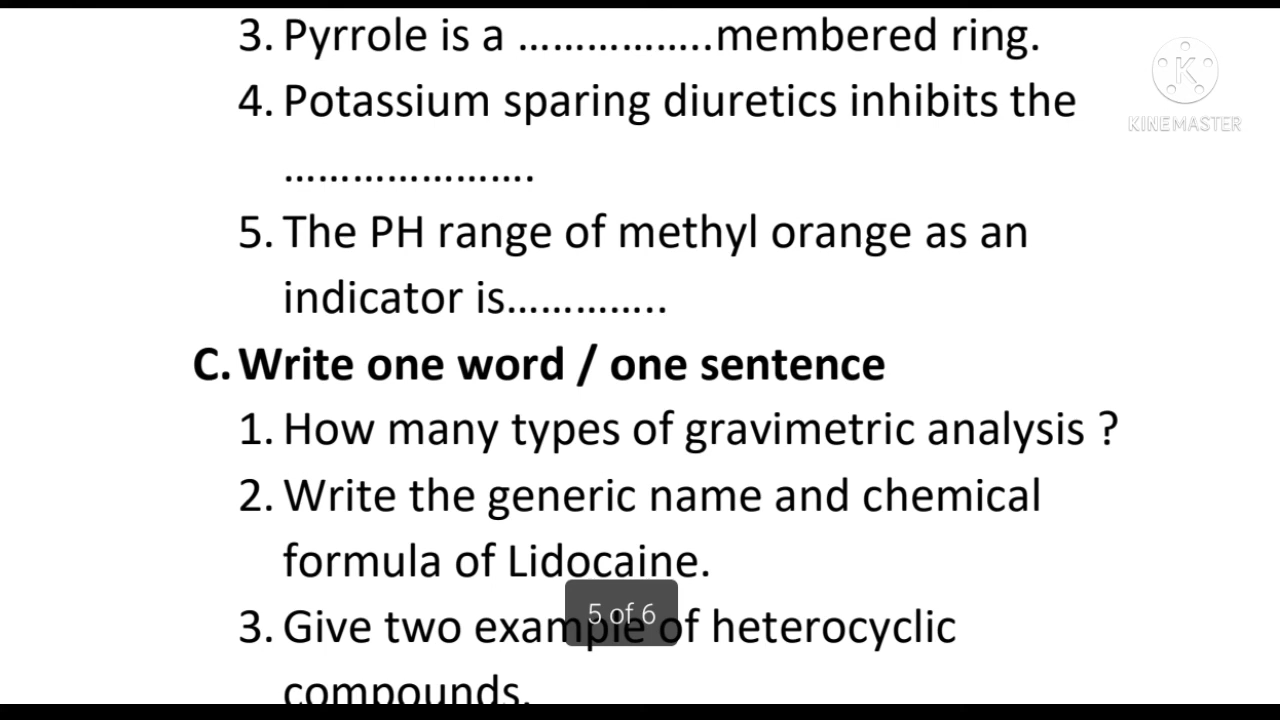 3. Pyrrole is a ……………..membered ring.
4. Potassium sparing diuretics inhibits the
………………….
5. The PH range of methyl orange as an
indicator is…………..
C. Write one word / one sentence
1. How many types of gravimetric analysis ?
2. Write the generic name and chemical
formula of Lidocaine.
3. Give two example of heterocyclic
compounds.
5 of 6
K
KINEMASTER